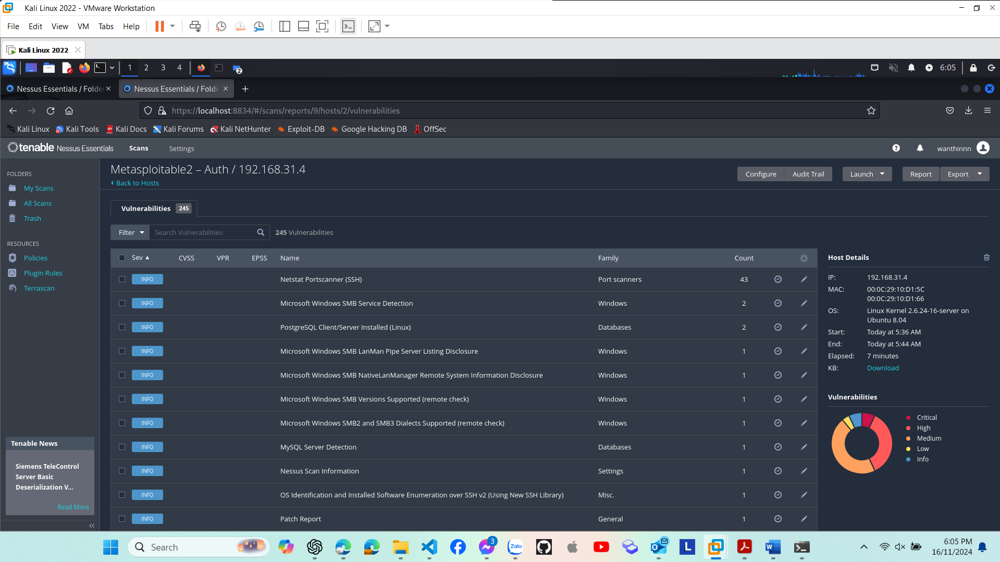 Kali Linux 2022 - VMware Workstation
File Edit View VM Tabs Help
Kali Linux 2022
1 2 3 4 2 6:05
Nessus Essentials / Folde Nessus Essentials / Folde
https://localhost:8834/#/scans/reports/9/hosts/2/vulnerabilities
Kali Linux Kali Tools Kali Docs Kali Forums Kali NetHunter Exploit-DB Google Hacking DB OffSec
tenable Nessus Essentials Scans Settings wanthinnn
FOLDERS
My Scans
All Scans
Trash
RESOURCES
Policies
Plugin Rules
Terrascan
Tenable News
Siemens TeleControl
Server Basic
Deserialization V...
Read More
Metasploitable2 – Auth / 192.168.31.4
Back to Hosts
Configure Audit Trail Launch Report Export
Vulnerabilities 245
Filter Search Vulnerabilities 245 Vulnerabilities
Sev CVSS VPR EPSS Name Family Count
INFO Netstat Portscanner (SSH) Port scanners 43
INFO Microsoft Windows SMB Service Detection Windows 2
INFO PostgreSQL Client/Server Installed (Linux) Databases 2
INFO Microsoft Windows SMB LanMan Pipe Server Listing Disclosure Windows 1
INFO Microsoft Windows SMB NativeLanManager Remote System Information Disclosure Windows 1
INFO Microsoft Windows SMB Versions Supported (remote check) Windows 1
INFO Microsoft Windows SMB2 and SMB3 Dialects Supported (remote check) Windows 1
INFO MySQL Server Detection Databases 1
INFO Nessus Scan Information Settings 1
INFO OS Identification and Installed Software Enumeration over SSH v2 (Using New SSH Library) Misc. 1
INFO Patch Report General 1
Host Details
IP: 192.168.31.4
MAC: 00:0C:29:10:D1:5C
00:0C:29:10:D1:66
OS: Linux Kernel 2.6.24-16-server on
Ubuntu 8.04
Start: Today at 5:36 AM
End: Today at 5:44 AM
Elapsed: 7 minutes
KB: Download
Vulnerabilities
Critical
High
Medium
Low
Info
Search 3 Zalo L 6:05 PM
16/11/2024